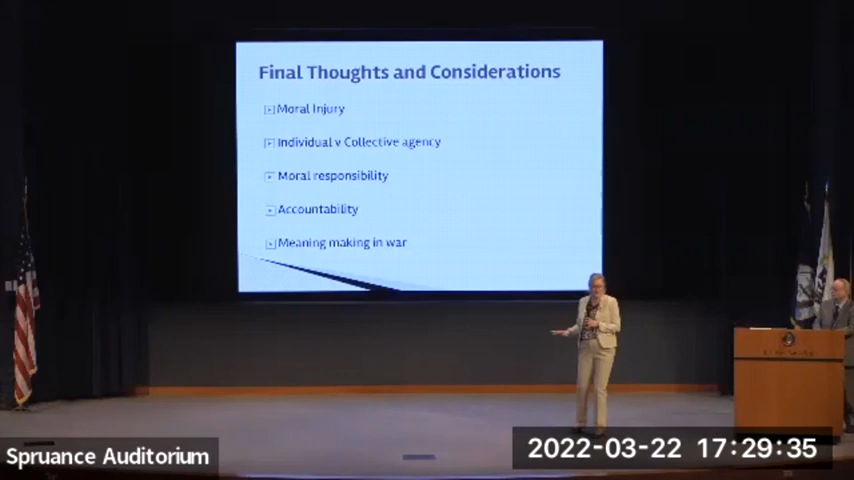 Final Thoughts and Considerations
Moral Injury
Individual v Collective agency
Moral responsibility
Accountability
Meaning making in war
Spruance Auditorium
2022-03-22 17:29:35